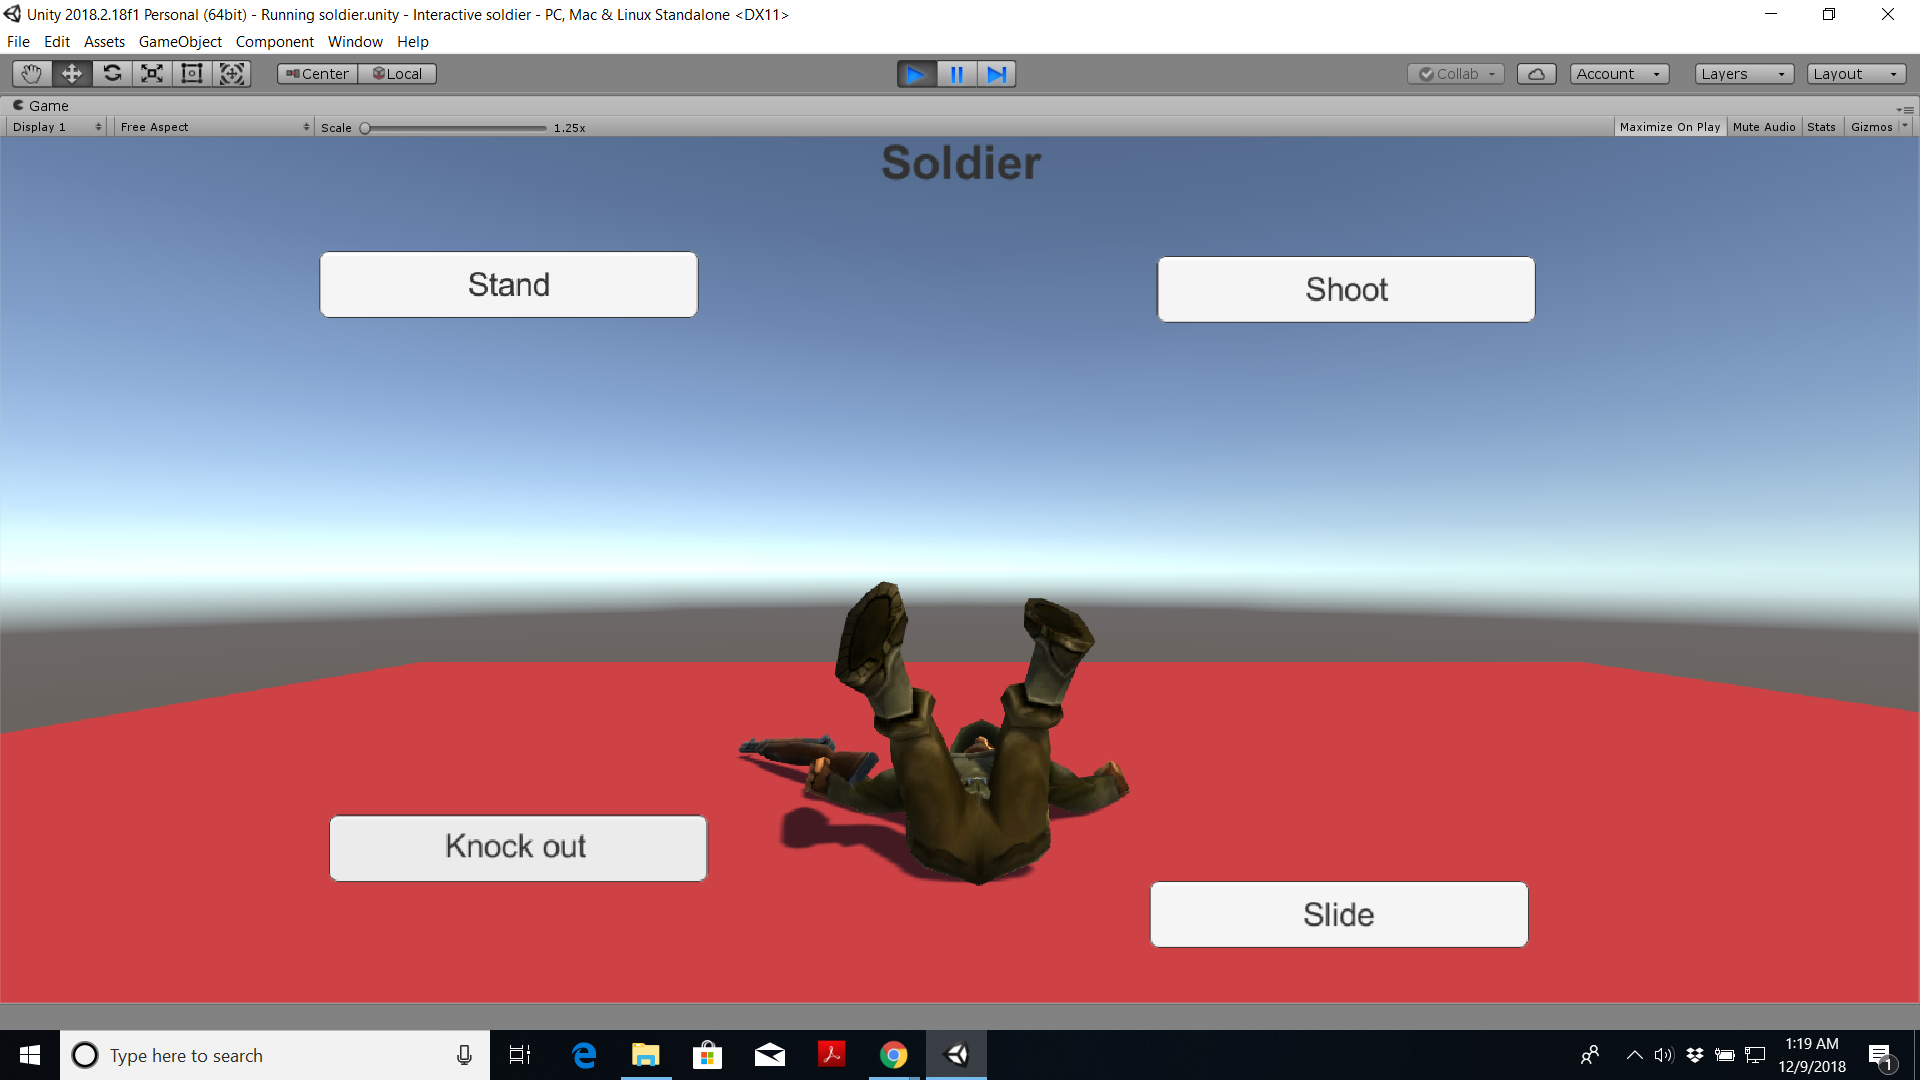 Unity 2018.2.18f1 Personal (64bit) - Running soldier.unity - Interactive soldier - PC, Mac & Linux Standalone <DX11>
File Edit Assets GameObject Component Window Help
Center Local Collab Account Layers Layout
Game
Display 1 Free Aspect Scale 1.25x Maximize On Play Mute Audio Stats Gizmos
Soldier
Stand
Shoot
Knock out
Slide
Type here to search
1:19 AM
12/9/2018
1